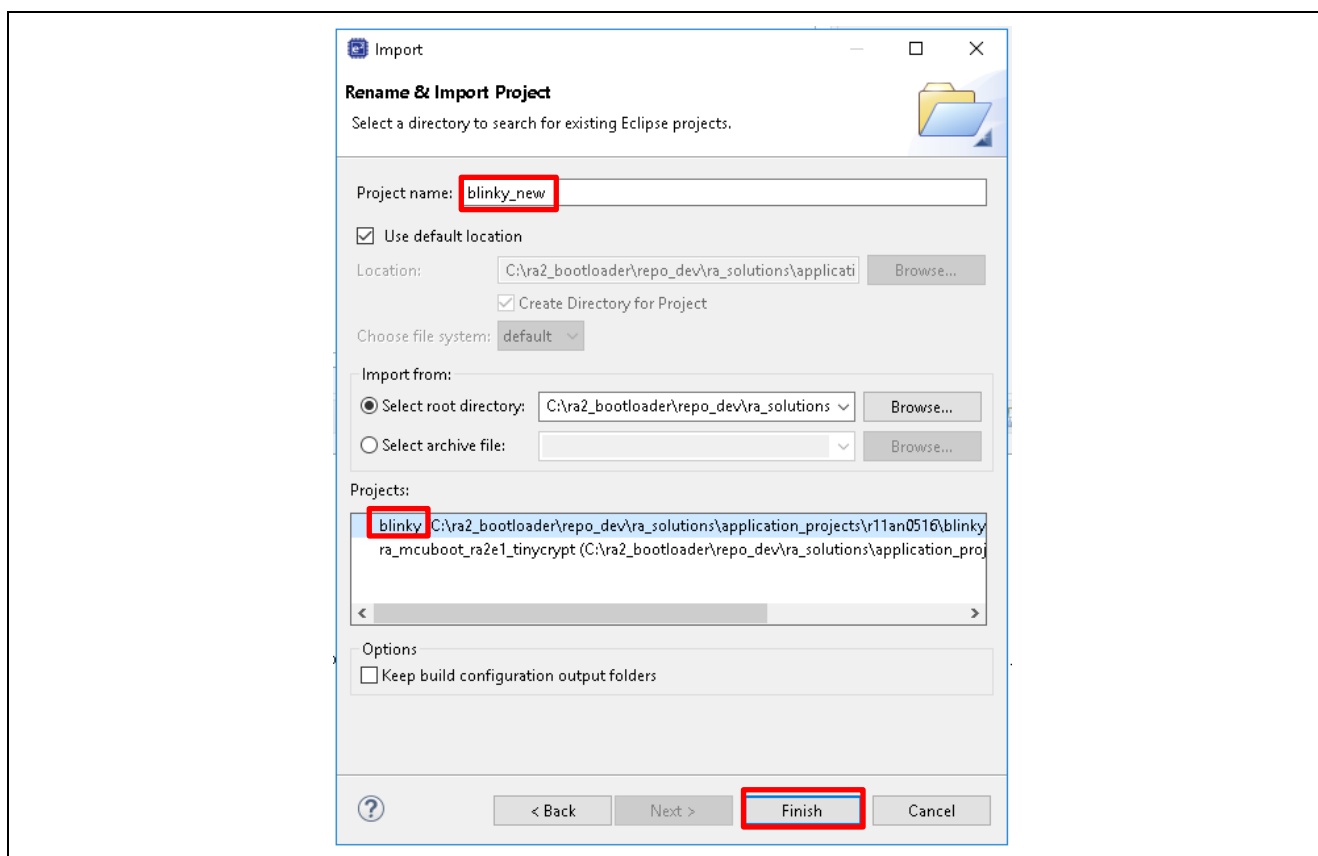 Import
Rename & Import Project
Select a directory to search for existing Eclipse projects.
Project name: blinky_new
Use default location
Location: C:\ra2_bootloader\repo_dev\ra_solutions\applicati Browse...
Create Directory for Project
Choose file system: default
Import from:
Select root directory: C:\ra2_bootloader\repo_dev\ra_solutions Browse...
Select archive file: Browse...
Projects:
blinky (C:\ra2_bootloader\repo_dev\ra_solutions\application_projects\r11an0516\blinky
ra_mcuboot_ra2e1_tinycrypt (C:\ra2_bootloader\repo_dev\ra_solutions\application_proj
Options
Keep build configuration output folders
< Back Next > Finish Cancel